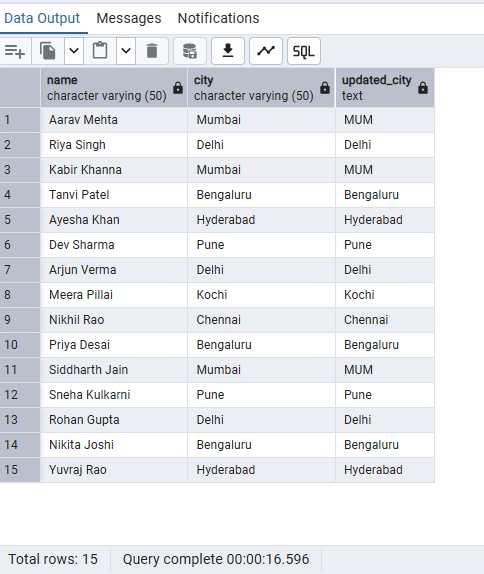 Data Output Messages Notifications
SQL
name city updated_city
character varying (50) character varying (50) text
1 Aarav Mehta Mumbai MUM
2 Riya Singh Delhi Delhi
3 Kabir Khanna Mumbai MUM
4 Tanvi Patel Bengaluru Bengaluru
5 Ayesha Khan Hyderabad Hyderabad
6 Dev Sharma Pune Pune
7 Arjun Verma Delhi Delhi
8 Meera Pillai Kochi Kochi
9 Nikhil Rao Chennai Chennai
10 Priya Desai Bengaluru Bengaluru
11 Siddharth Jain Mumbai MUM
12 Sneha Kulkarni Pune Pune
13 Rohan Gupta Delhi Delhi
14 Nikita Joshi Bengaluru Bengaluru
15 Yuvraj Rao Hyderabad Hyderabad
Total rows: 15 Query complete 00:00:16.596